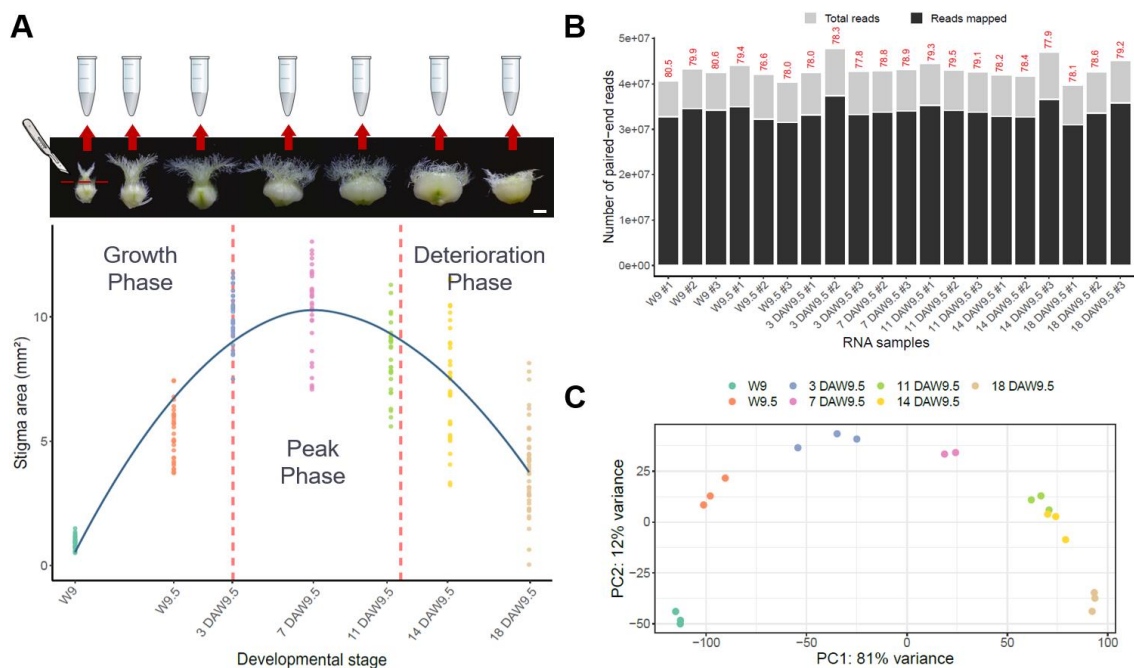 A
Growth
Phase
Peak
Phase
Deterioration
Phase
Stigma area (mm²)
10
5
0
W9
W9.5
3 DAW9.5
7 DAW9.5
11 DAW9.5
14 DAW9.5
18 DAW9.5
Developmental stage
B
Total reads
Reads mapped
Number of paired-end reads
5e+07
4e+07
3e+07
2e+07
1e+07
0e+00
80.5
79.9
80.6
79.4
76.6
78.0
78.0
78.3
77.8
78.8
78.9
79.3
79.5
79.1
78.2
78.4
77.9
78.1
78.6
79.2
W9 #1
W9 #2
W9 #3
W9.5 #1
W9.5 #2
W9.5 #3
3 DAW9.5 #1
3 DAW9.5 #2
3 DAW9.5 #3
7 DAW9.5 #2
7 DAW9.5 #3
11 DAW9.5 #1
11 DAW9.5 #2
11 DAW9.5 #3
14 DAW9.5 #1
14 DAW9.5 #2
14 DAW9.5 #3
18 DAW9.5 #1
18 DAW9.5 #2
18 DAW9.5 #3
RNA samples
C
W9 3 DAW9.5 11 DAW9.5 18 DAW9.5
W9.5 7 DAW9.5 14 DAW9.5
PC2: 12% variance
25
0
−25
−50
−100
−50
0
50
100
PC1: 81% variance